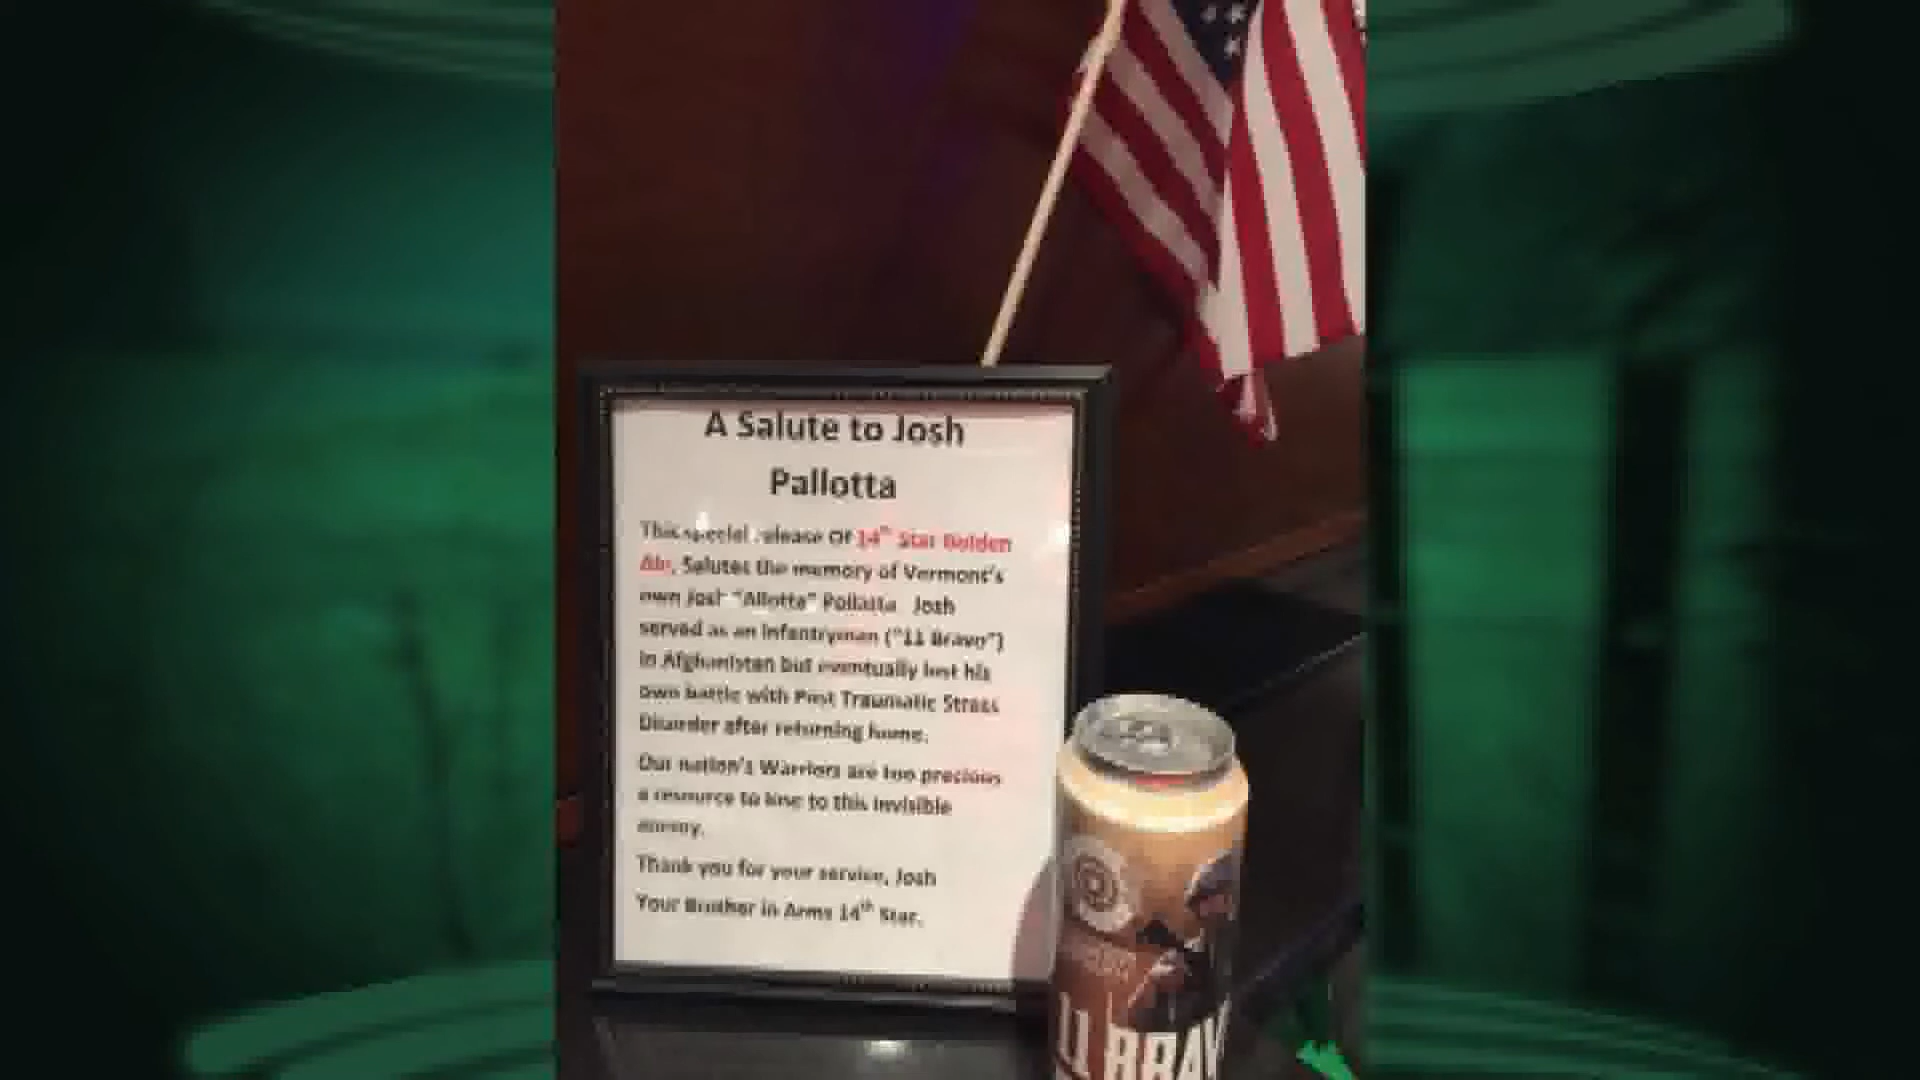 A Salute to Josh
Pallotta
This special release Of 14th Star Golden
Ale, Salutes the memory of Vermont's
own Josh "Allotta" Pollatta Josh
served as an Infantryman ("11 Bravo")
in Afghanistan but eventually lost his
own battle with Post Traumatic Stress
Disorder after returning home.
Our nation's Warriors are too precious
a resource to lose to this invisible
enemy.
Thank you for your service, Josh
Your Brother in Arms 14th Star.
11 BRAV